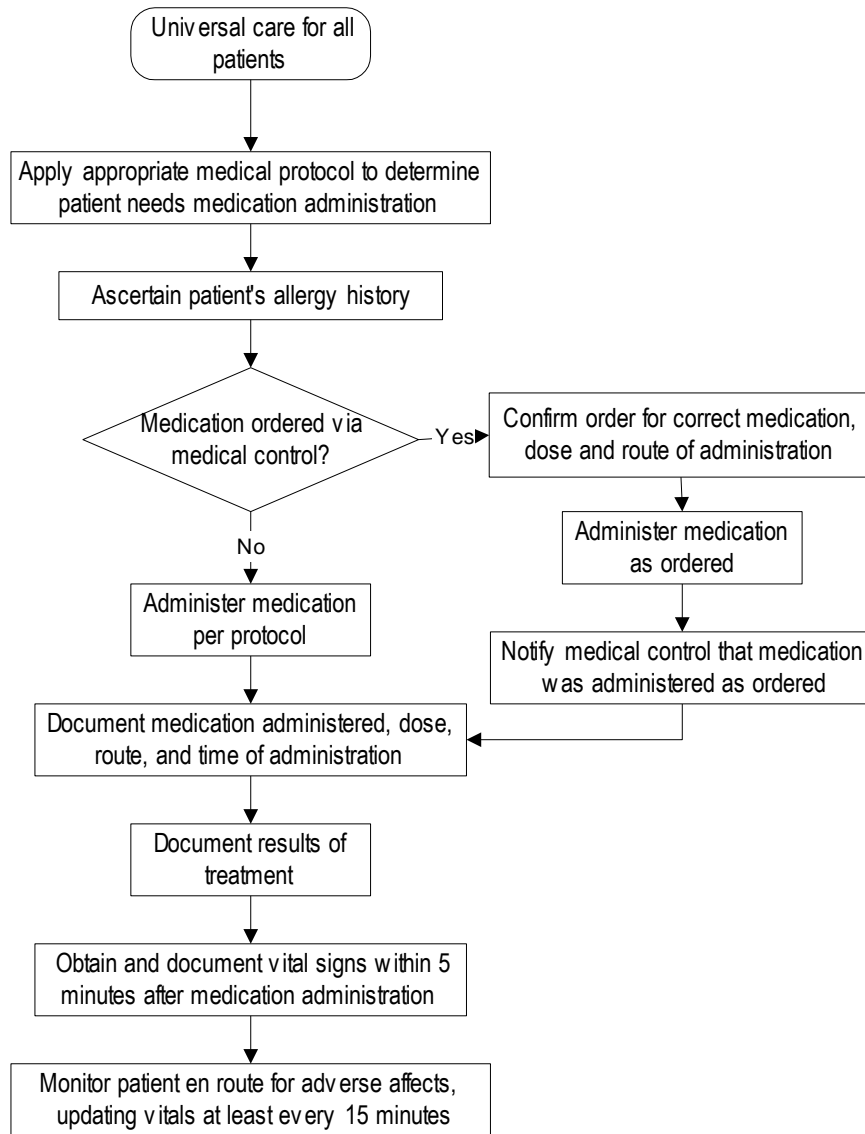 Universal care for all
patients
Apply appropriate medical protocol to determine
patient needs medication administration
Ascertain patient's allergy history
Medication ordered via
medical control?
Yes
Confirm order for correct medication,
dose and route of administration
Administer medication
as ordered
Notify medical control that medication
was administered as ordered
No
Administer medication
per protocol
Document medication administered, dose,
route, and time of administration
Document results of
treatment
Obtain and document vital signs within 5
minutes after medication administration
Monitor patient en route for adverse affects,
updating vitals at least every 15 minutes